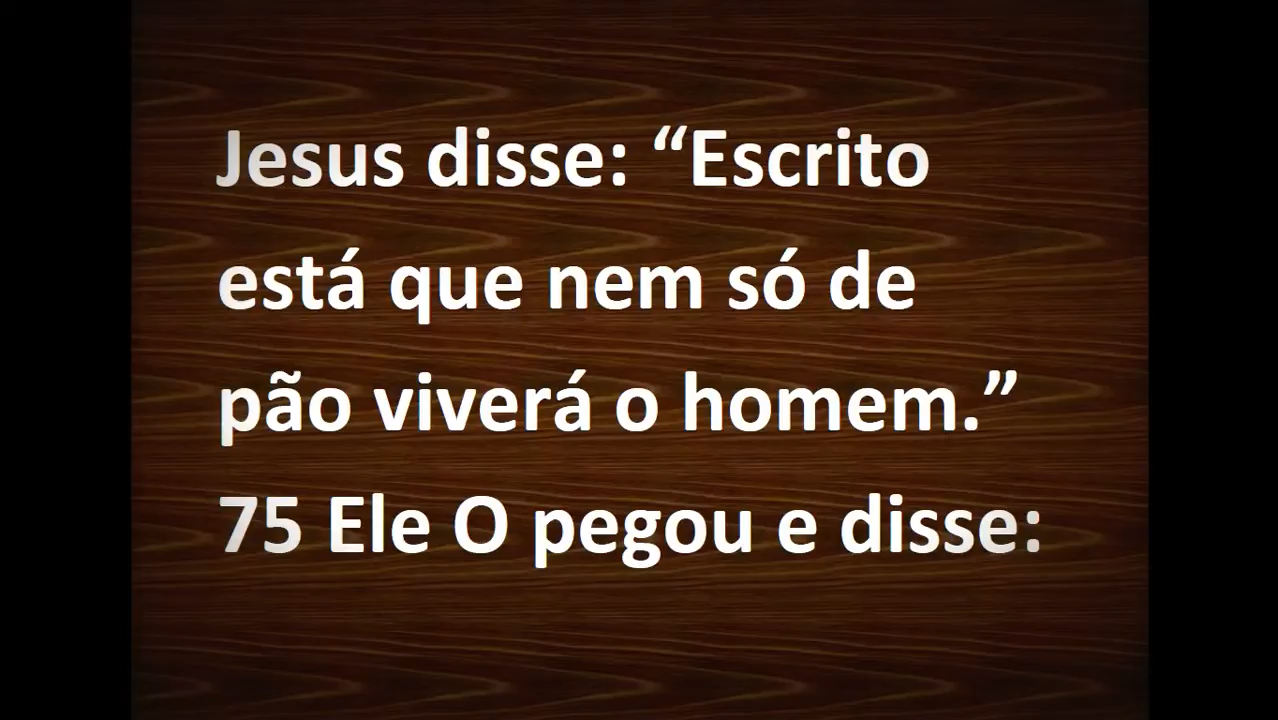 Jesus disse: “Escrito
está que nem só de
pão viverá o homem.”
75 Ele O pegou e disse: